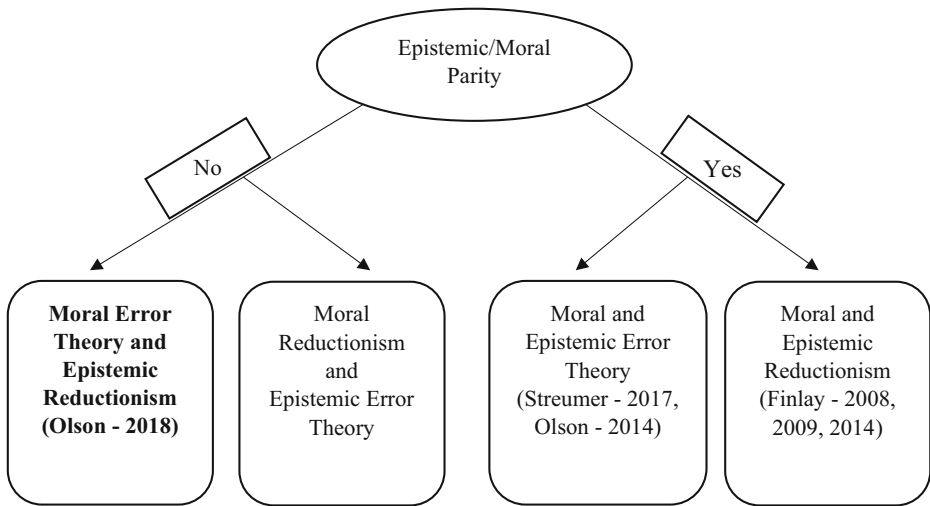 Epistemic/Moral
Parity
No
Yes
Moral Error
Theory and
Epistemic
Reductionism
(Olson - 2018)
Moral
Reductionism
and
Epistemic Error
Theory
Moral and
Epistemic Error
Theory
(Streumer - 2017,
Olson - 2014)
Moral and
Epistemic
Reductionism
(Finlay - 2008,
2009, 2014)